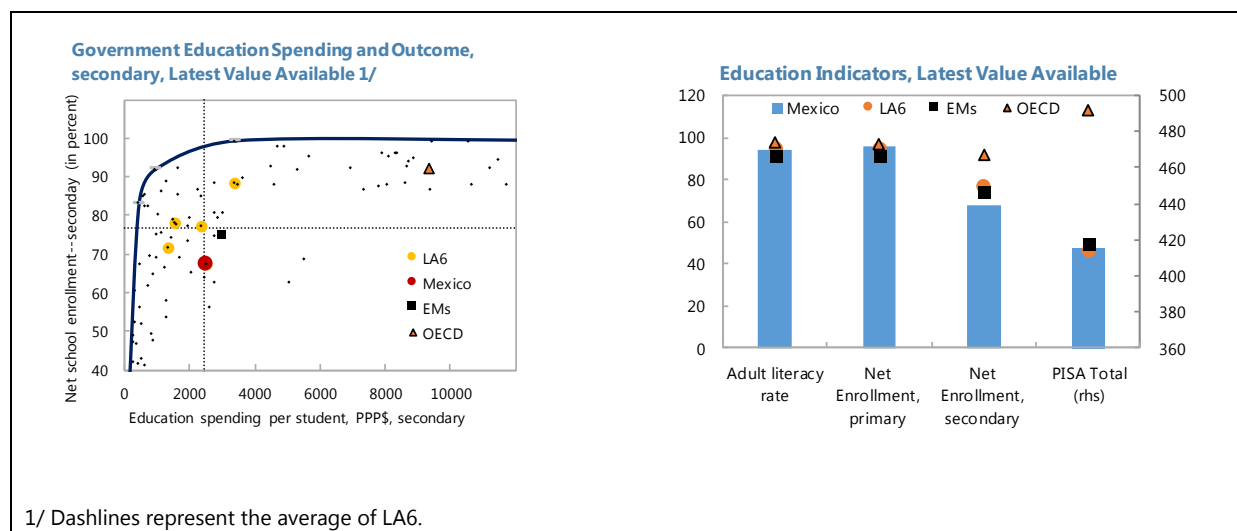 Government Education Spending and Outcome,
secondary, Latest Value Available 1/
Net school enrollment--seconday (in percent)
100
90
80
70
60
50
40
0 2000 4000 6000 8000 10000
Education spending per student, PPP$, secondary
LA6
Mexico
EMs
OECD
Education Indicators, Latest Value Available
Mexico LA6 EMs OECD
120
100
80
60
40
20
0
500
480
460
440
420
400
380
360
Adult literacy
rate
Net
Enrollment,
primary
Net
Enrollment,
secondary
PISA Total
(rhs)
1/ Dashlines represent the average of LA6.